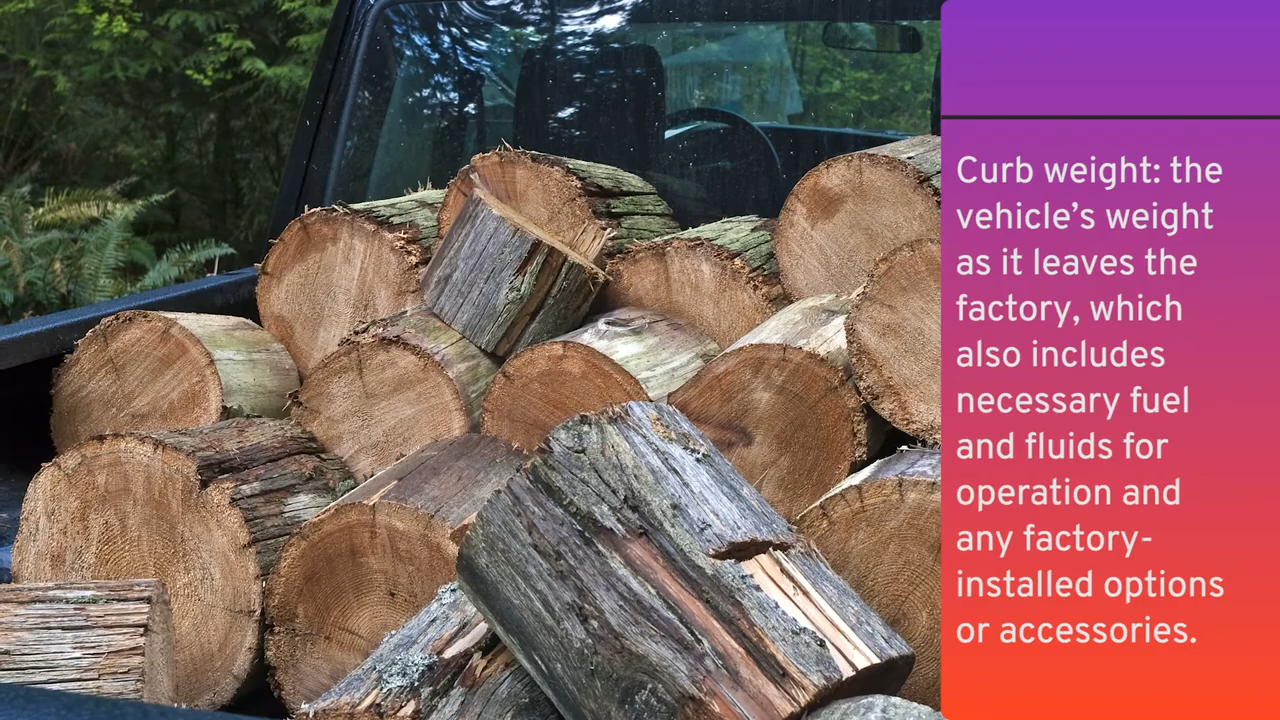 Curb weight: the
vehicle’s weight
as it leaves the
factory, which
also includes
necessary fuel
and fluids for
operation and
any factory-
installed options
or accessories.